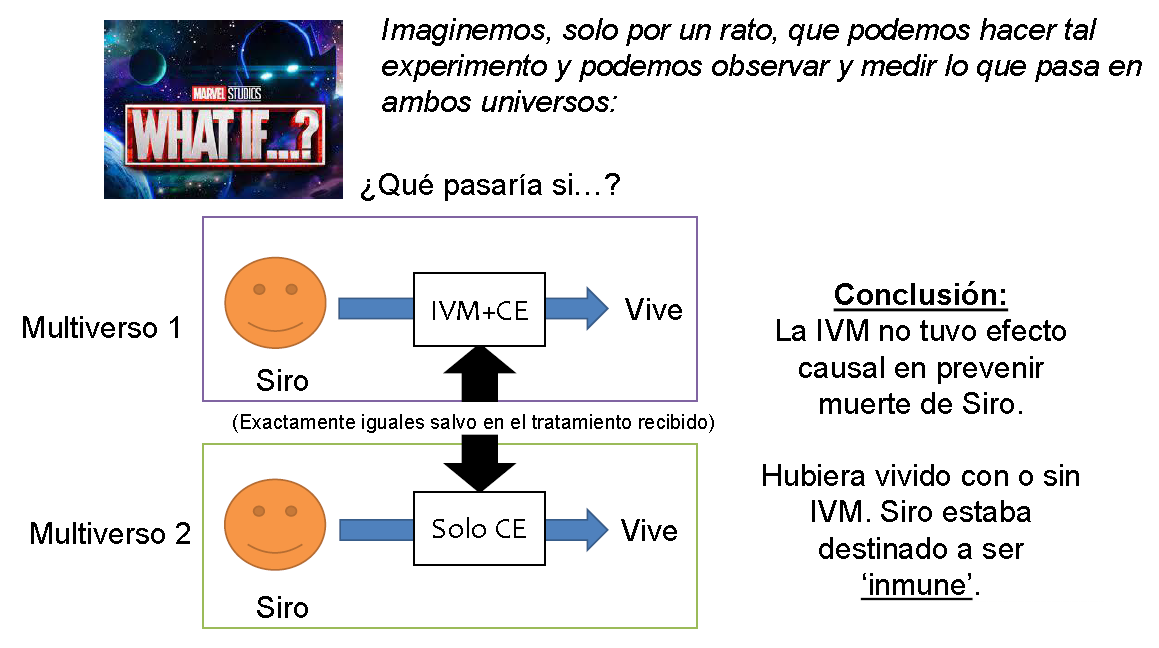 Imaginemos, solo por un rato, que podemos hacer tal
experimento y podemos observar y medir lo que pasa en
ambos universos:
MARVEL STUDIOS
WHAT IF...?
¿Qué pasaría si…?
Multiverso 1
Siro
IVM+CE
Vive
(Exactamente iguales salvo en el tratamiento recibido)
Multiverso 2
Siro
Solo CE
Vive
Conclusión:
La IVM no tuvo efecto
causal en prevenir
muerte de Siro.
Hubiera vivido con o sin
IVM. Siro estaba
destinado a ser
‘inmune’.